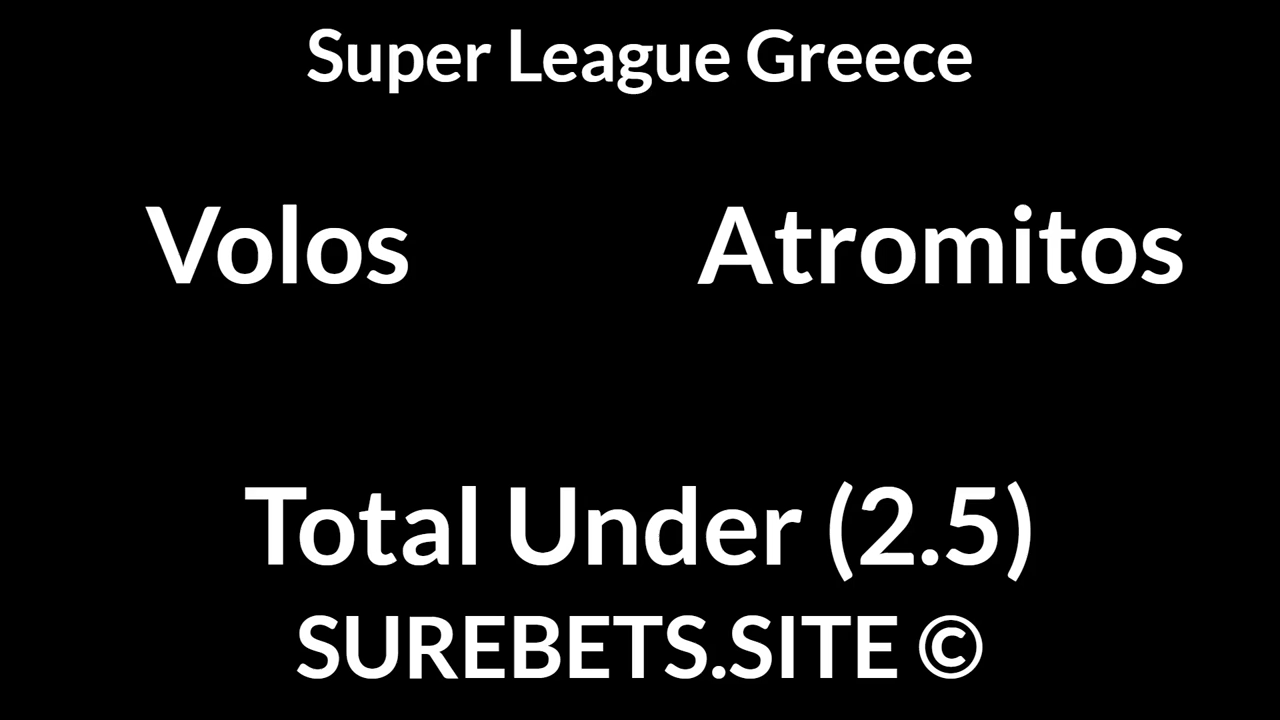 Super League Greece
Volos Atromitos
Total Under (2.5)
SUREBETS.SITE ©